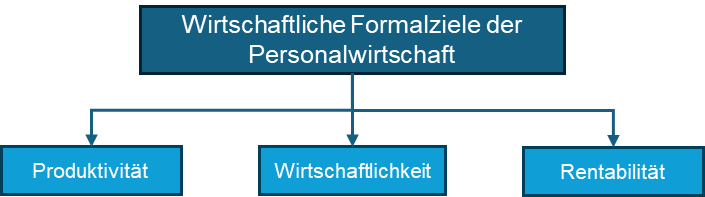 Wirtschaftliche Formalziele der
Personalwirtschaft
Produktivität
Wirtschaftlichkeit
Rentabilität